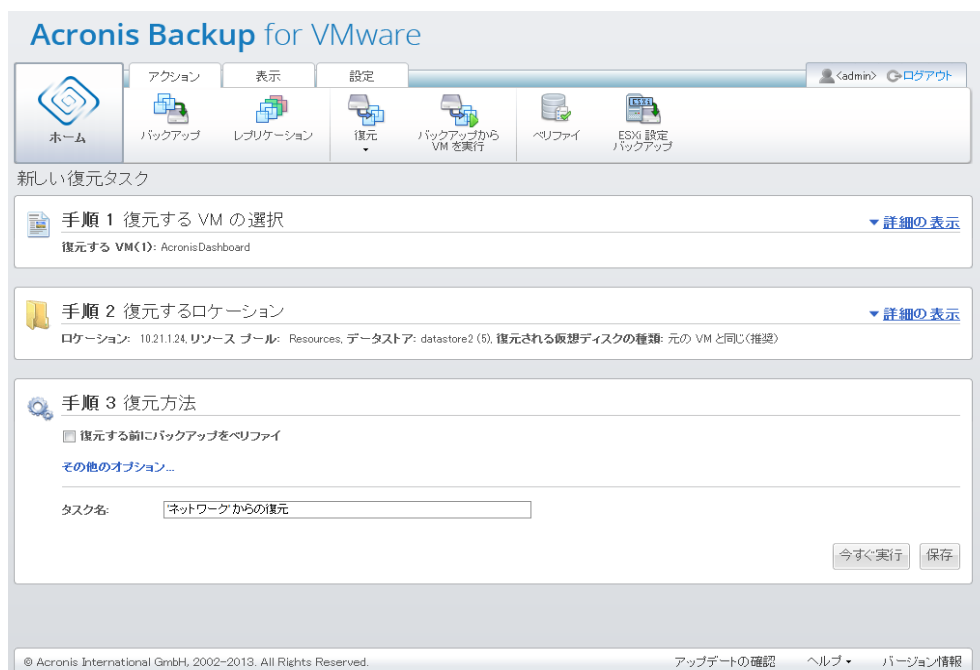 Acronis Backup for VMware
アクション 表示 設定 <admin> ログアウト
ホーム バックアップ レプリケーション 復元 バックアップから VM を実行 ベリファイ ESXi 設定 バックアップ
新しい復元タスク
手順 1 復元する VM の選択 詳細の表示
復元する VM(1): AcronisDashboard
手順 2 復元するロケーション 詳細の表示
ロケーション: 10.21.1.24, リソース プール: Resources, データストア: datastore2 (5), 復元される仮想ディスクの種類: 元の VM と同じ(推奨)
手順 3 復元方法
復元する前にバックアップをベリファイ
その他のオプション...
タスク名: 'ネットワーク'からの復元
今すぐ実行 保存
© Acronis International GmbH, 2002-2013. All Rights Reserved. アップデートの確認 ヘルプ バージョン情報